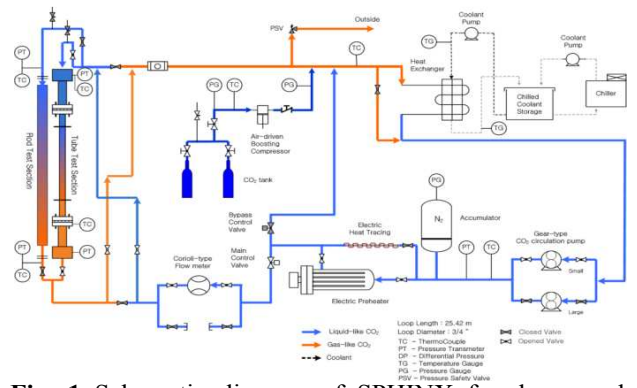 PSV
Outside
Coolant
Pump
TG
Coolant
Pump
PT
TC
TC
PT
TC
PG
TC
PG
Heat
Exchanger
Chilled
Coolant
Storage
Chiller
TG
Air-driven
Boosting
Compressor
CO₂ tank
Rod Test Section
Tube Test Section
TC
PT
TC
PT
PG
N₂
Accumulator
Bypass
Control
Valve
Electric
Heat Tracing
Gear-type
CO₂ circulation pump
Corioli-type
Flow meter
Main
Control
Valve
PT
TC
Small
Large
Electric Preheater
Loop Length : 25.42 m
Loop Diameter : 3/4 "
TC - ThermoCouple
PT - Pressure Transmeter
DP - Differential Pressure
TG - Temperature Gauge
PG - Pressure Gauge
PSV - Pressure Safety Valve
Closed Valve
Opened Valve
Liquid-like CO₂
Gas-like CO₂
Coolant